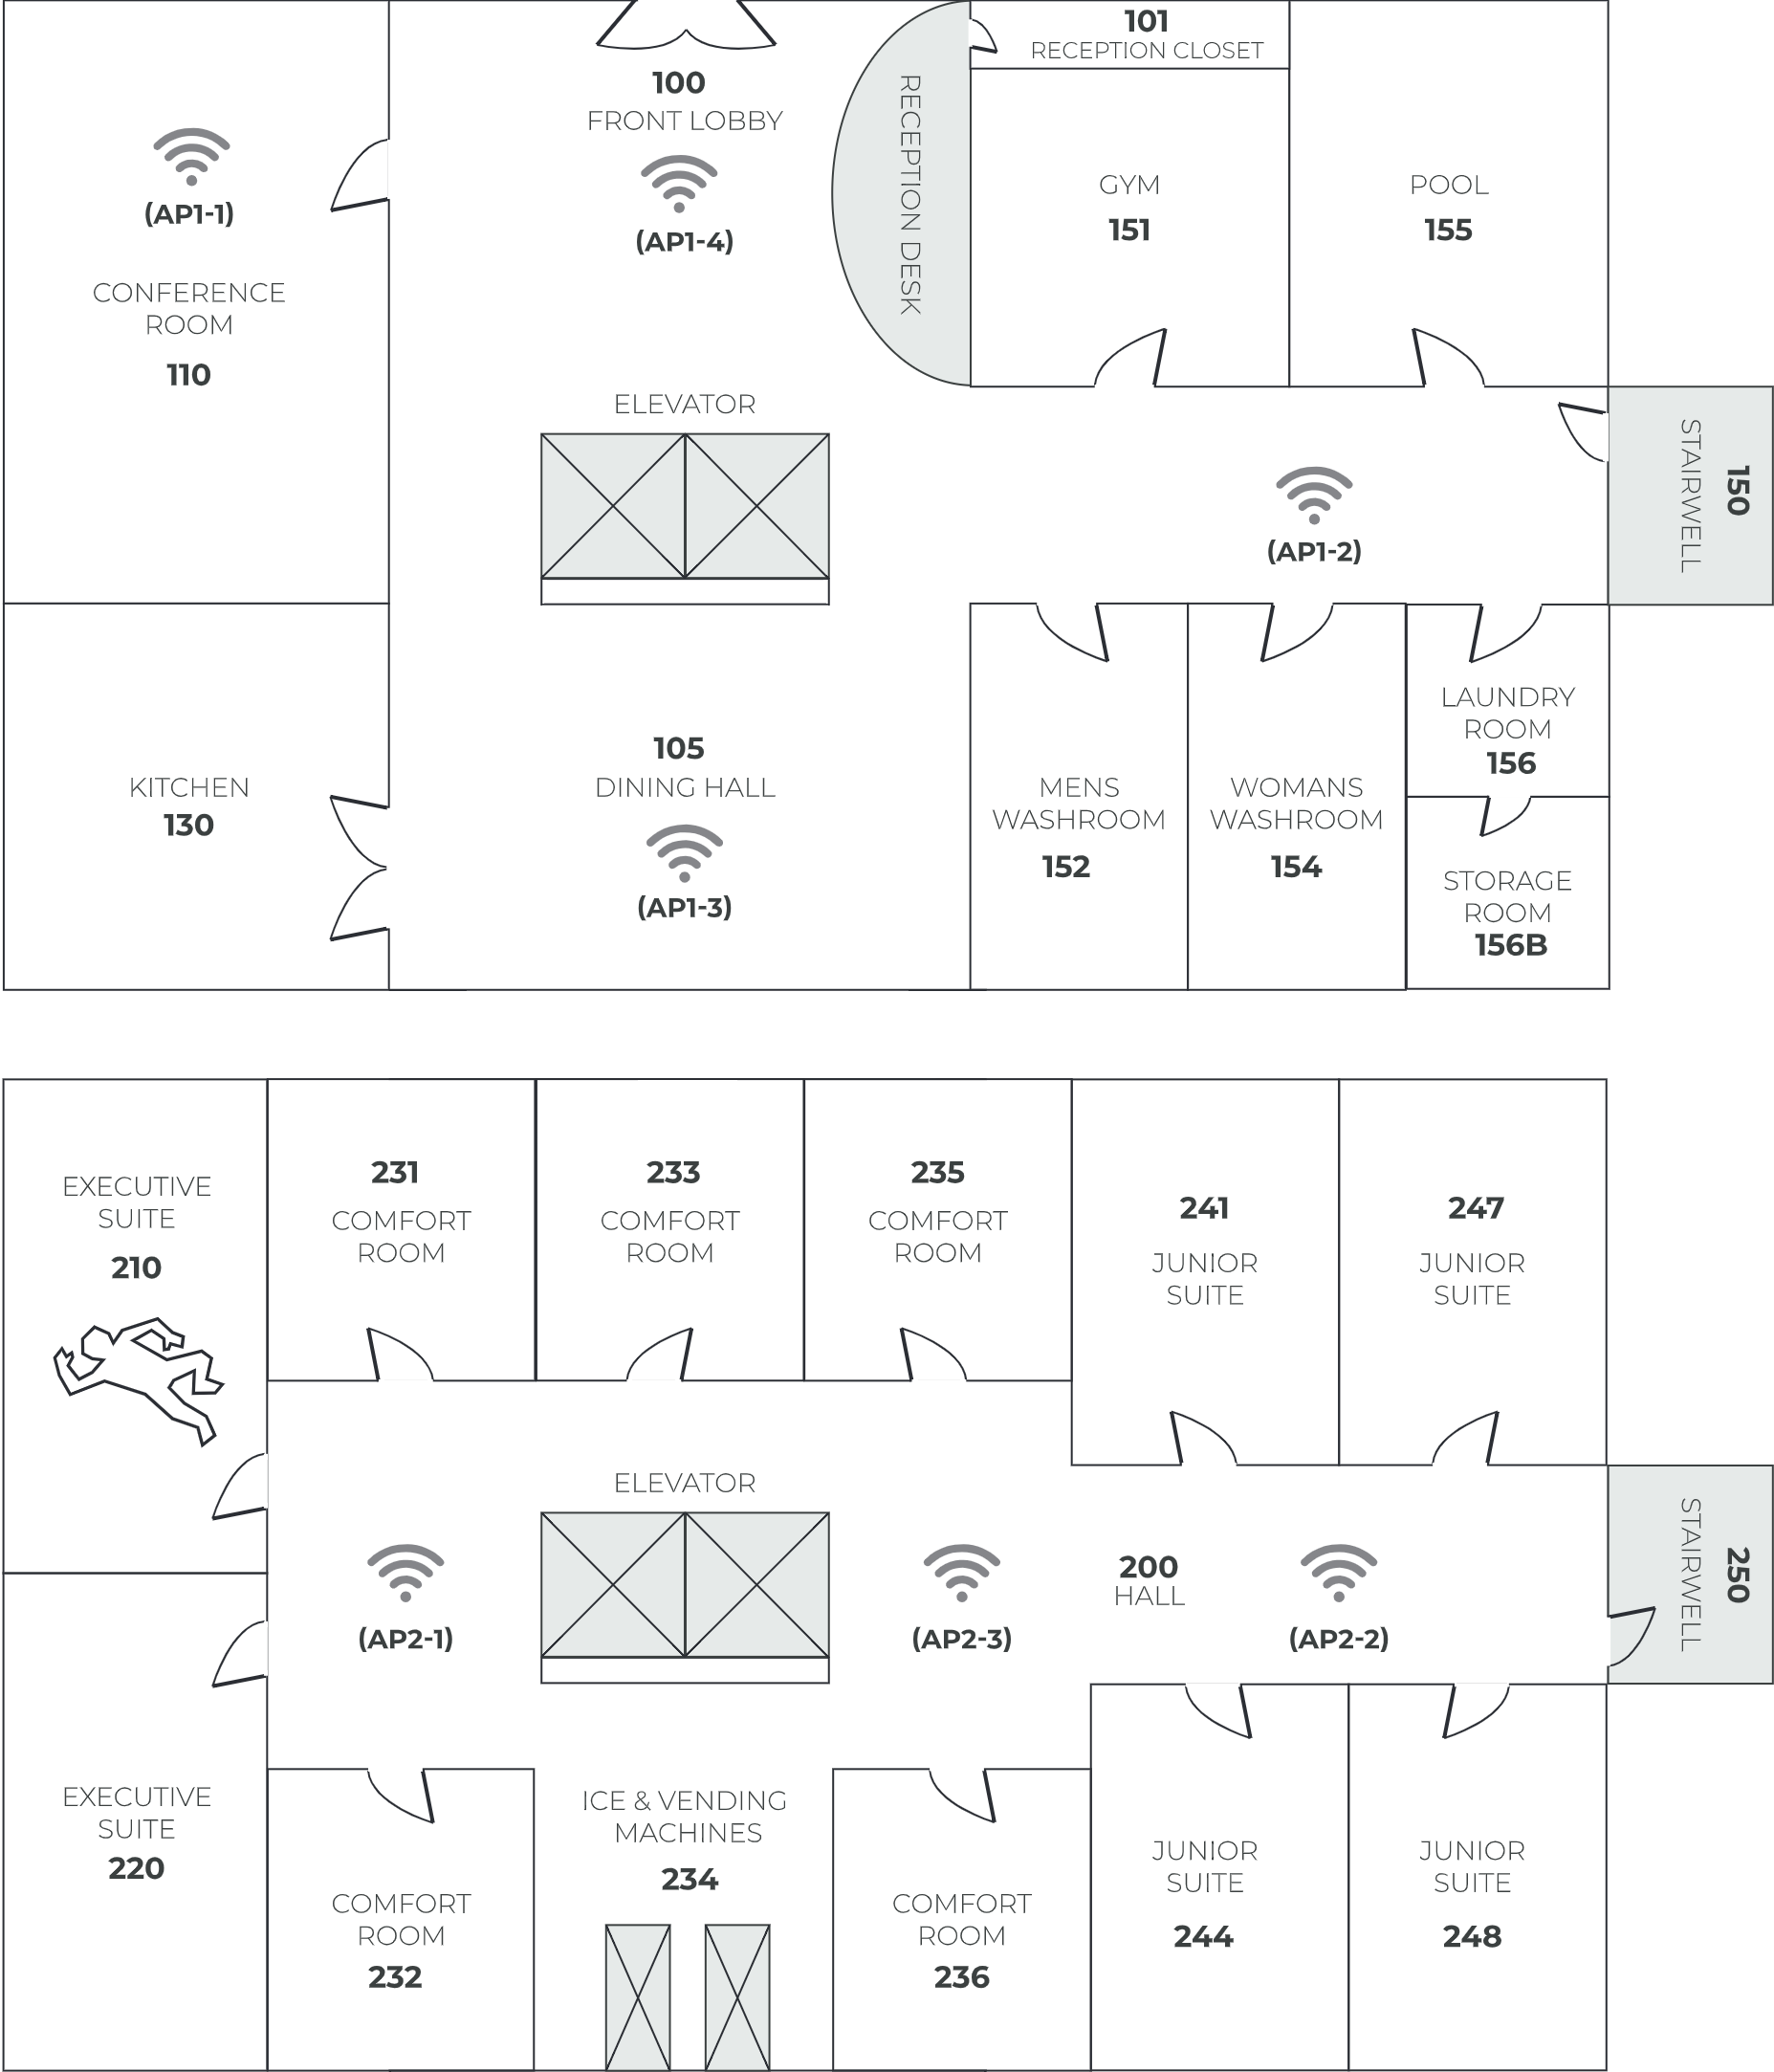 101
RECEPTION CLOSET
100
FRONT LOBBY
(AP1-1)
(AP1-4)
RECEPTION DESK
GYM
151
POOL
155
CONFERENCE
ROOM
110
ELEVATOR
(AP1-2)
STAIRWELL
150
KITCHEN
130
105
DINING HALL
(AP1-3)
MENS
WASHROOM
152
WOMANS
WASHROOM
154
LAUNDRY
ROOM
156
STORAGE
ROOM
156B
EXECUTIVE
SUITE
210
231
COMFORT
ROOM
233
COMFORT
ROOM
235
COMFORT
ROOM
241
JUNIOR
SUITE
247
JUNIOR
SUITE
ELEVATOR
(AP2-1)
(AP2-3)
200
HALL
(AP2-2)
STAIRWELL
250
EXECUTIVE
SUITE
220
COMFORT
ROOM
232
ICE & VENDING
MACHINES
234
COMFORT
ROOM
236
JUNIOR
SUITE
244
JUNIOR
SUITE
248